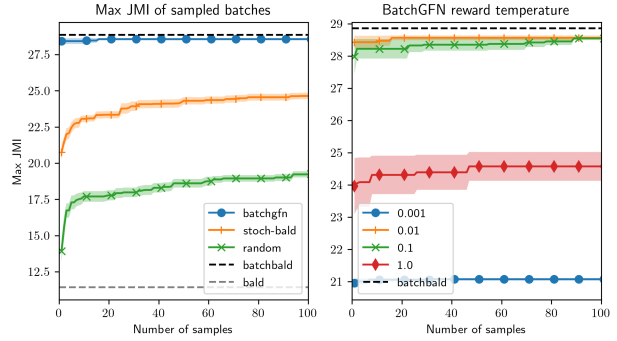 Max JMI of sampled batches
Max JMI
27.5
25.0
22.5
20.0
17.5
15.0
12.5
0 20 40 60 80 100
Number of samples
batchgfn
stoch-bald
random
batchbald
bald
BatchGFN reward temperature
29
28
27
26
25
24
23
22
21
0 20 40 60 80 100
Number of samples
0.001
0.01
0.1
1.0
batchbald